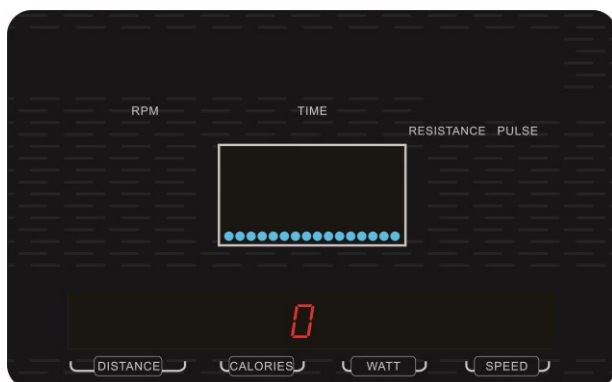 RPM TIME
RESISTANCE PULSE
0
DISTANCE CALORIES WATT SPEED